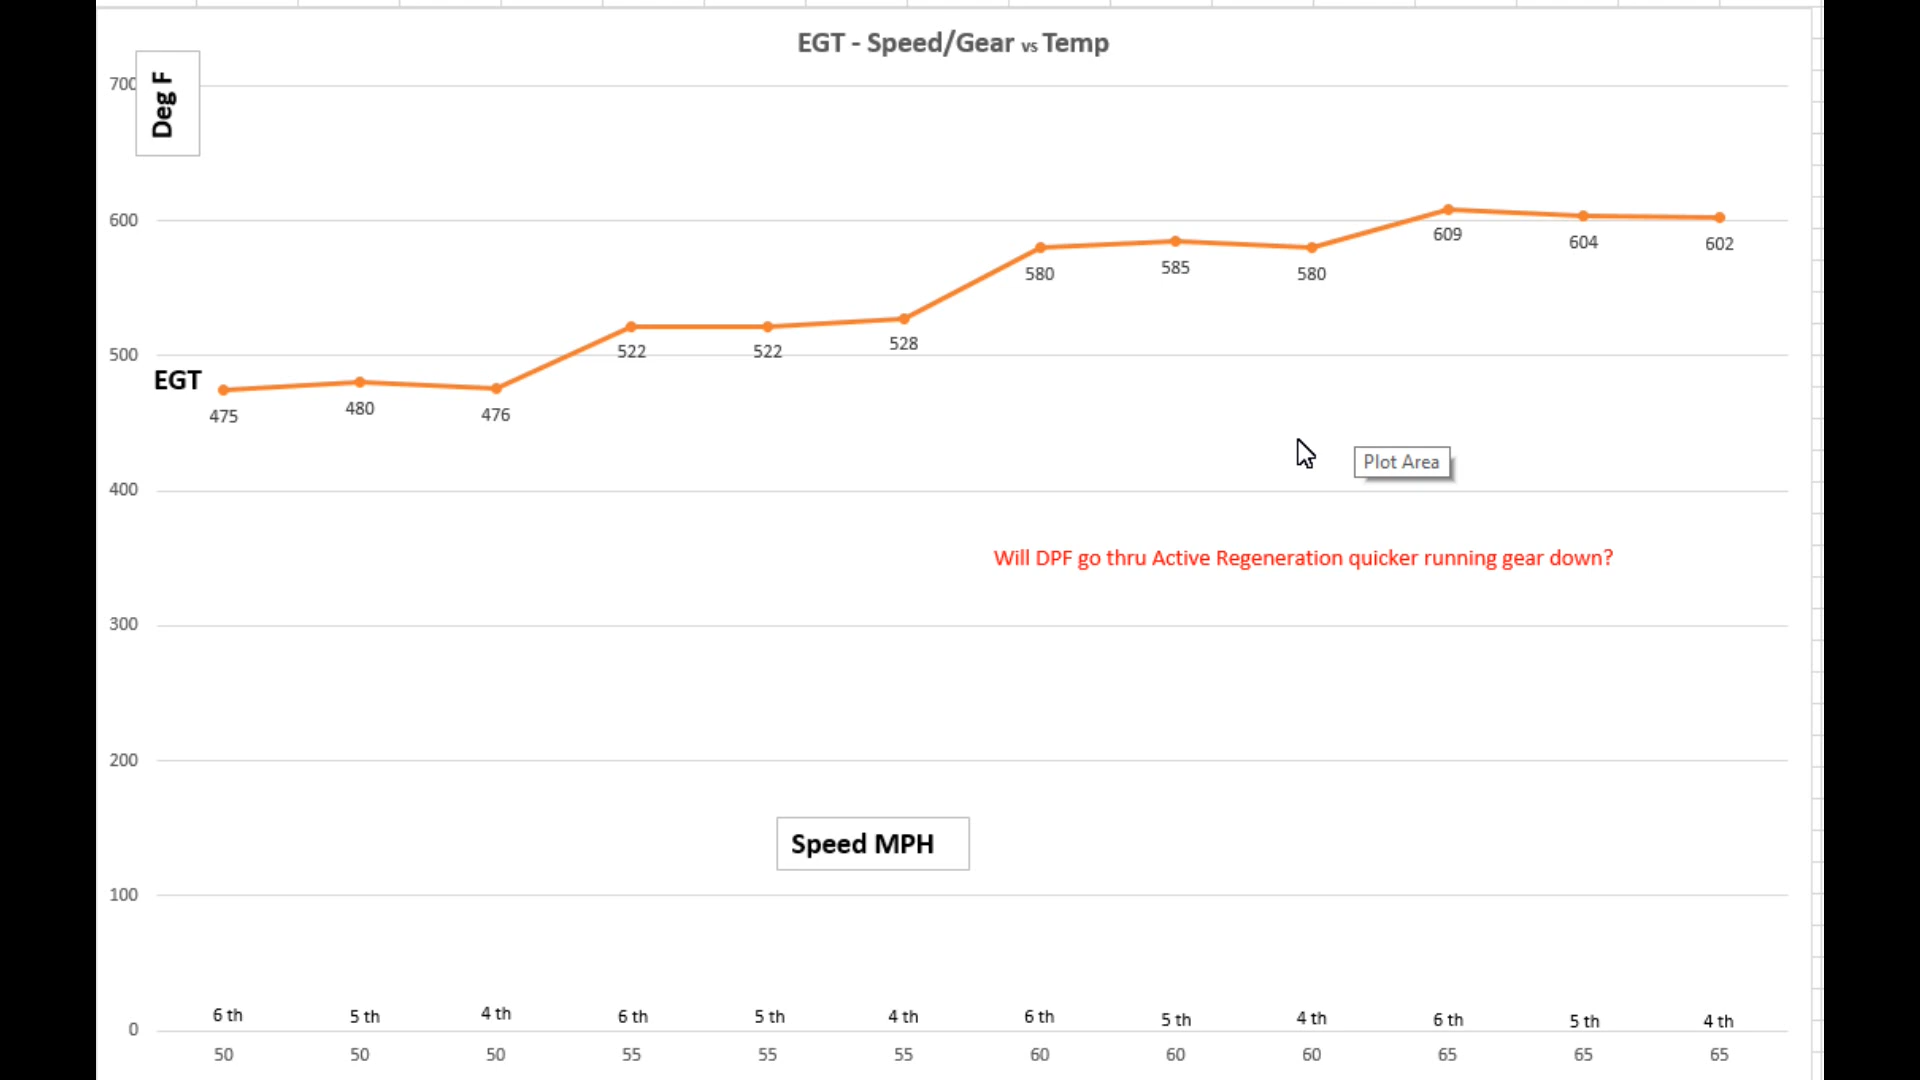 EGT - Speed/Gear vs Temp
Deg F
700
600
500
400
300
200
100
0
EGT
475 480 476 522 522 528 580 585 580 609 604 602
Plot Area
Will DPF go thru Active Regeneration quicker running gear down?
Speed MPH
6 th 5 th 4 th 6 th 5 th 4 th 6 th 5 th 4 th 6 th 5 th 4 th
50 50 50 55 55 55 60 60 60 65 65 65